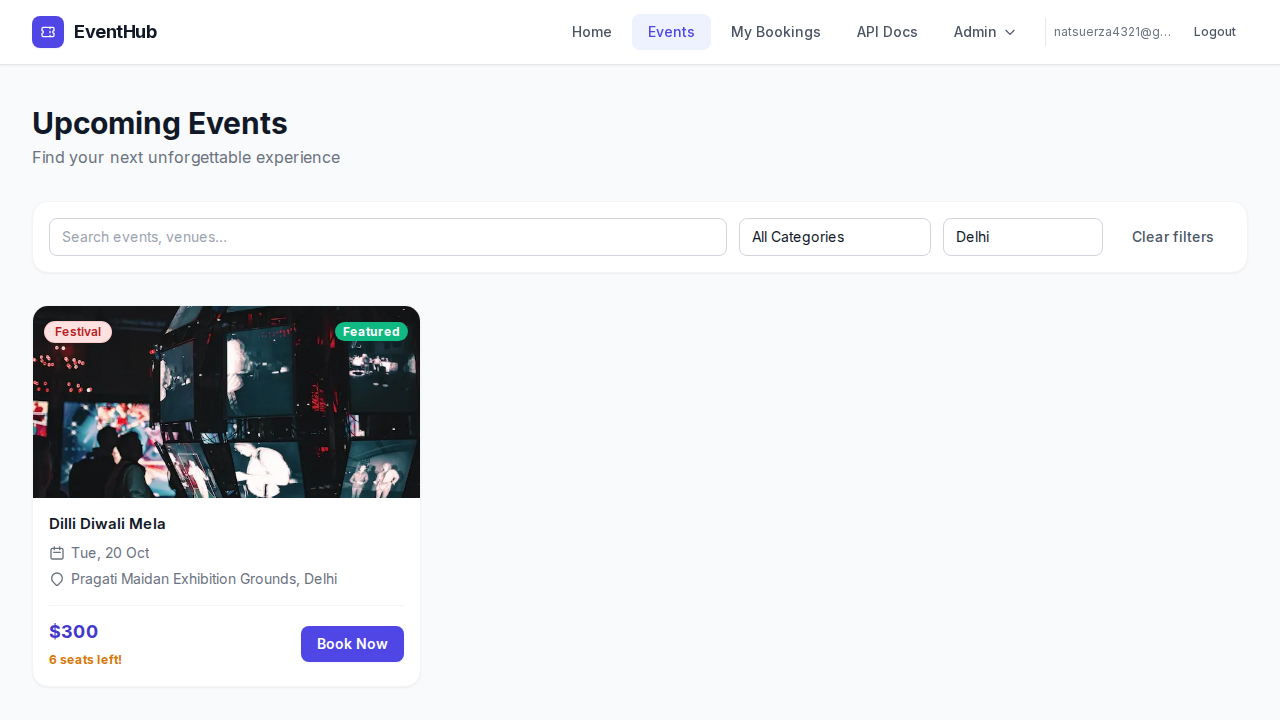 EventHub
Home
Events
My Bookings
API Docs
Admin
natsuerza4321@g...
Logout
Upcoming Events
Find your next unforgettable experience
Search events, venues...
All Categories
Delhi
Clear filters
Festival
Featured
Dilli Diwali Mela
Tue, 20 Oct
Pragati Maidan Exhibition Grounds, Delhi
$300
6 seats left!
Book Now